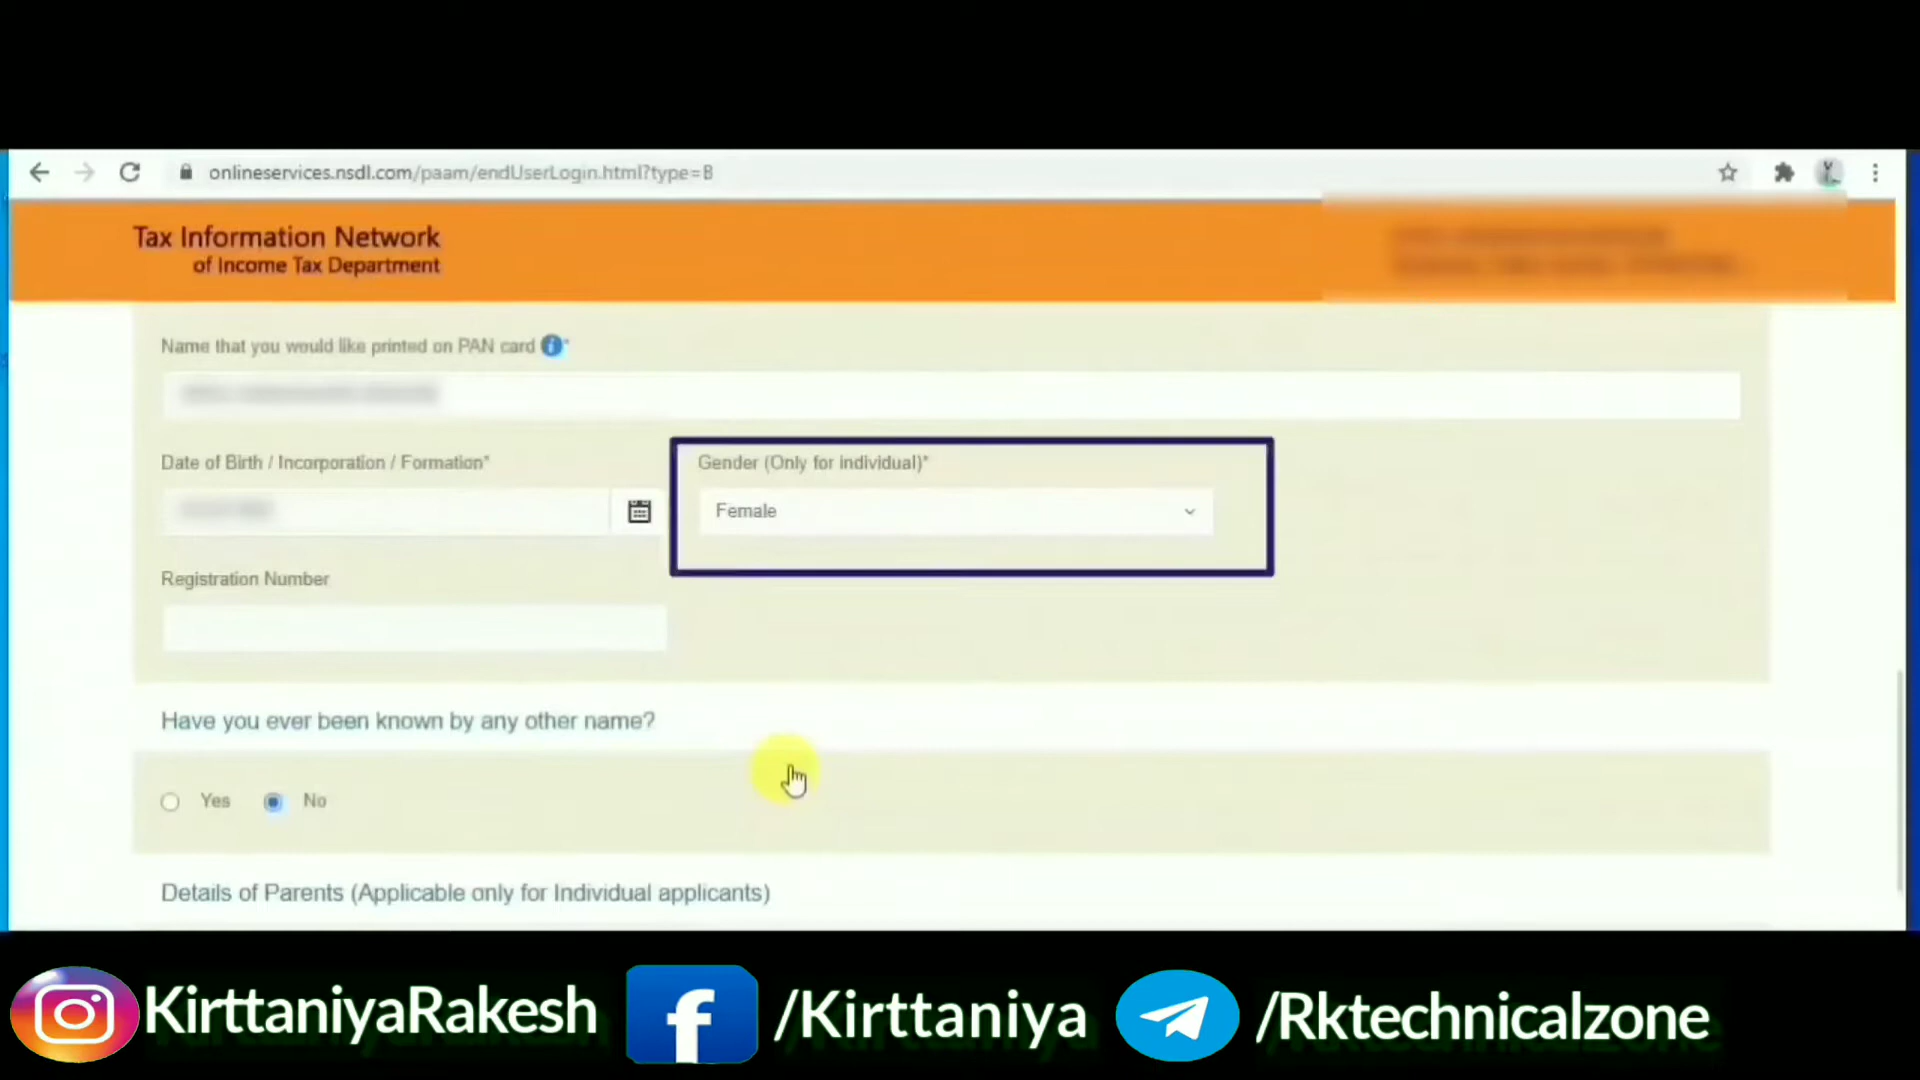 onlineservices.nsdl.com/paam/endUserLogin.html?type=B
Tax Information Network
of Income Tax Department
Name that you would like printed on PAN card i*
Date of Birth / Incorporation / Formation*
Gender (Only for individual)*
Female
Registration Number
Have you ever been known by any other name?
Yes No
Details of Parents (Applicable only for Individual applicants)
KirttaniyaRakesh f /Kirttaniya /Rktechnicalzone